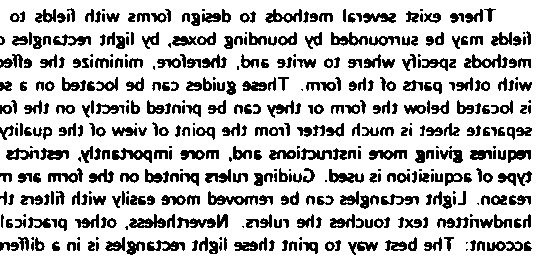 There exist several methods to design forms with fields to
fields may be surrounded by bounding boxes, by light rectangles
methods specify where to write and, therefore, minimize the
with other parts of the form. These guides can be located on a
is located below the form or they can be printed directly on the
separate sheet is much better from the point of view of the quality
requires giving more instructions and, more importantly, restricts
type of acquisition is used. Guiding rulers printed on the form are
reason. Light rectangles can be removed more easily with filters
handwritten text touches the rulers. Nevertheless, other practical
account: The best way to print these light rectangles is in a